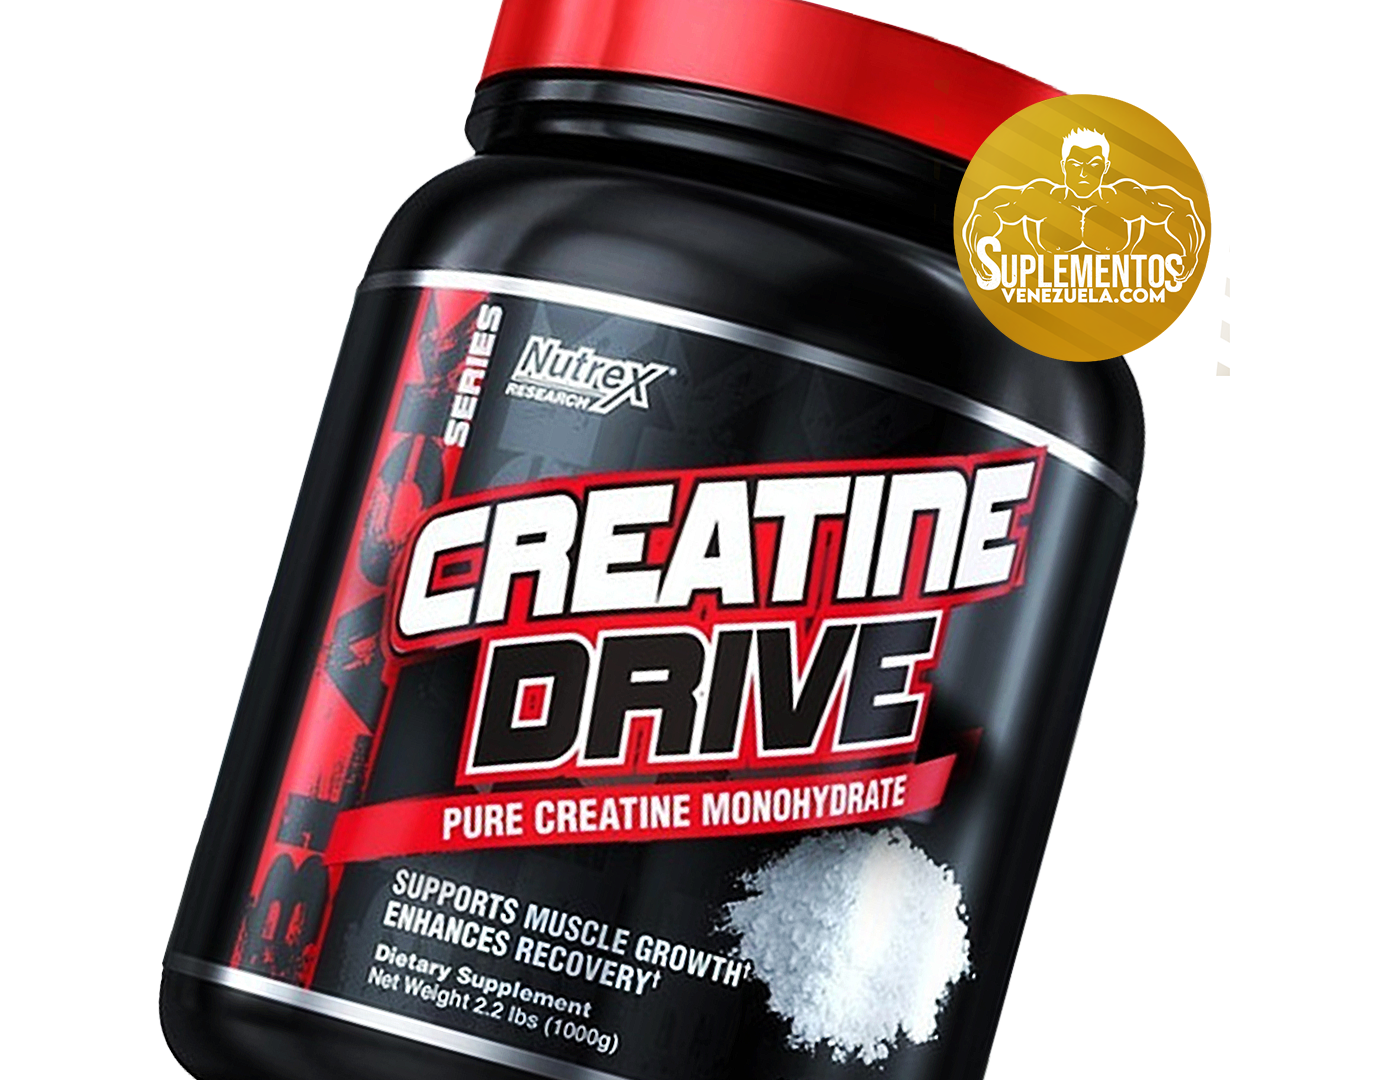 SUPLEMENTOS
VENEZUELA.COM
BLACK
SERIES
Nutrex®
RESEARCH
CREATINE
DRIVE
PURE CREATINE MONOHYDRATE
SUPPORTS MUSCLE GROWTH†
ENHANCES RECOVERY†
Dietary Supplement
Net Weight 2.2 lbs (1000g)